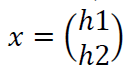 x = (h1
h2)